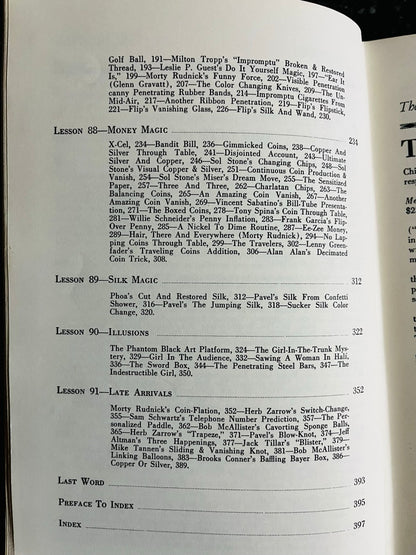 Golf Ball, 191—Milton Tropp's "Impromptu" Broken & Restored
Thread, 193—Leslie P. Guest's Do It Yourself Magic, 197—"Ear It
Is," 199—Morty Rudnick's Funny Force, 202—Visible Penetration
(Glenn Gravatt), 207—The Color Changing Knives, 209—The Un-
canny Penetrating Rubber Bands, 214—Impromptu Cigarettes From
Mid-Air, 217—Another Ribbon Penetration, 219—Flip's Flipstick,
221—Flip's Vanishing Glass, 226—Flip's Silk And Wand, 230.
LESSON 88—MONEY MAGIC 234
X-Cel, 234—Bandit Bill, 236—Gimmicked Coins, 238—Copper And
Silver Through Table, 241—Disjointed Account, 243—Ultimate
Silver And Copper, 246—Sol Stone's Changing Chips, 248—Sol
Stone's Visual Copper & Silver, 251—Continuous Coin Production &
Vanish, 254—Sol Stone's Miser's Dream Move, 255—The Sensitized
Paper, 257—Three And Three, 262—Charlatan Chips, 263—The
Balancing Coins, 265—An Amazing Coin Vanish, 267—Another
Amazing Coin Vanish, 269—Vincent Sabatino's Bill-Tube Presenta-
tion, 271—The Boxed Coins, 278—Tony Spina's Coin Through Table,
281—Willie Schneider's Penny Inflation, 283—Frank Garcia's Flip-
Over Penny, 285—A Nickel To Dime Routine, 287—Ee-Zee Money,
289—Hair, There And Everywhere (Morty Rudnick), 294—No Lap-
ping Coins Through Table, 299—The Travelers, 302—Lenny Green-
fader's Traveling Coins Addition, 306—Alan Alan's Decimated
Coin Trick, 308.
LESSON 89—SILK MAGIC 312
Phoa's Cut And Restored Silk, 312—Pavel's Silk From Confetti
Shower, 316—Pavel's The Jumping Silk, 318—Sucker Silk Color
Change, 320.
LESSON 90—ILLUSIONS 322
The Phantom Black Art Platform, 324—The Girl-In-The-Trunk Mys-
tery, 329—Girl In The Audience, 332—Sawing A Woman In Half,
336—The Sword Box, 344—The Penetrating Steel Bars, 347—The
Indestructible Girl, 350.
LESSON 91—LATE ARRIVALS 352
Morty Rudnick's Coin-Flation, 352—Herb Zarrow's Switch-Change,
355—Sam Schwartz's Telephone Number Prediction, 357—The Per-
sonalized Paddle, 362—Bob McAllister's Cavorting Sponge Balls,
365—Herb Zarrow's "Trapeze," 371—Pavel's Blow-Knot, 374—Jeff
Altman's Three Happenings, 377—Jack Tillar's "Blister," 379—
Mike Tannen's Sliding & Vanishing Knot, 381—Bob McAllister's
Linking Balloons, 383—Brooks Conner's Baffling Bayer Box, 386—
Copper Or Silver, 389.
LAST WORD 393
PREFACE TO INDEX 395
INDEX 397